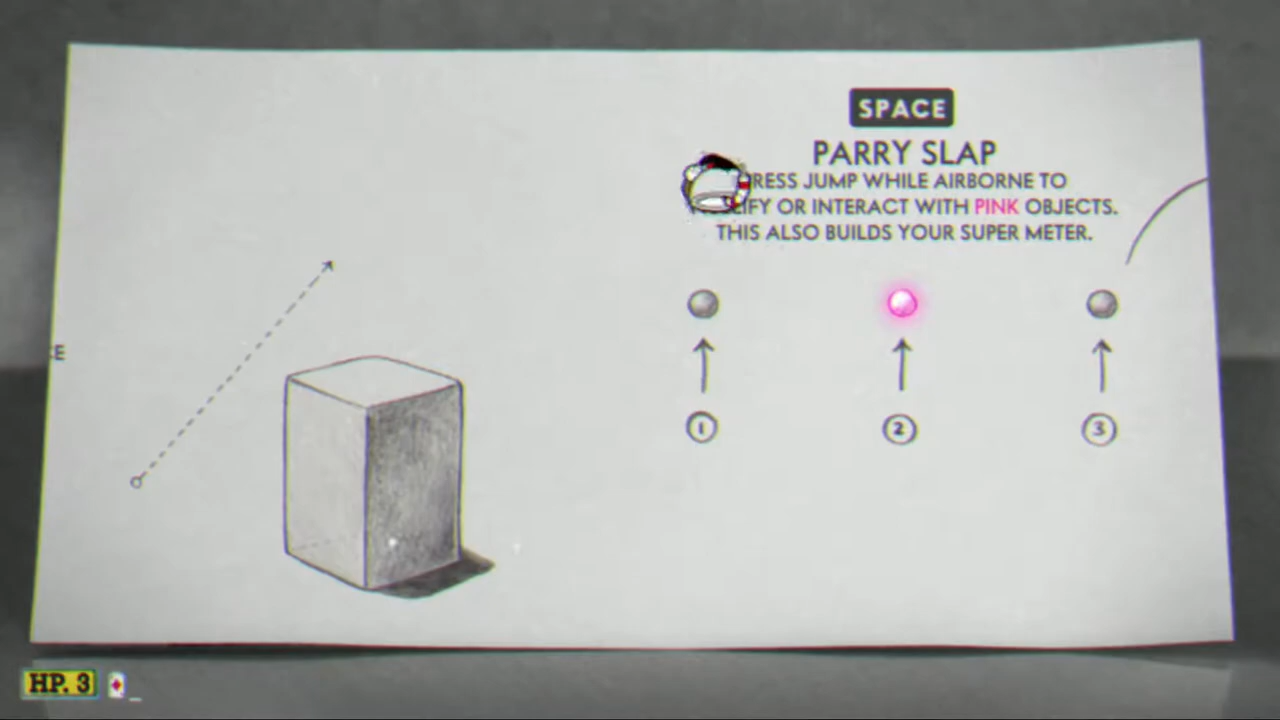 SPACE
PARRY SLAP
RESS JUMP WHILE AIRBORNE TO
IFY OR INTERACT WITH PINK OBJECTS.
THIS ALSO BUILDS YOUR SUPER METER.
E
1 2 3
HP. 3